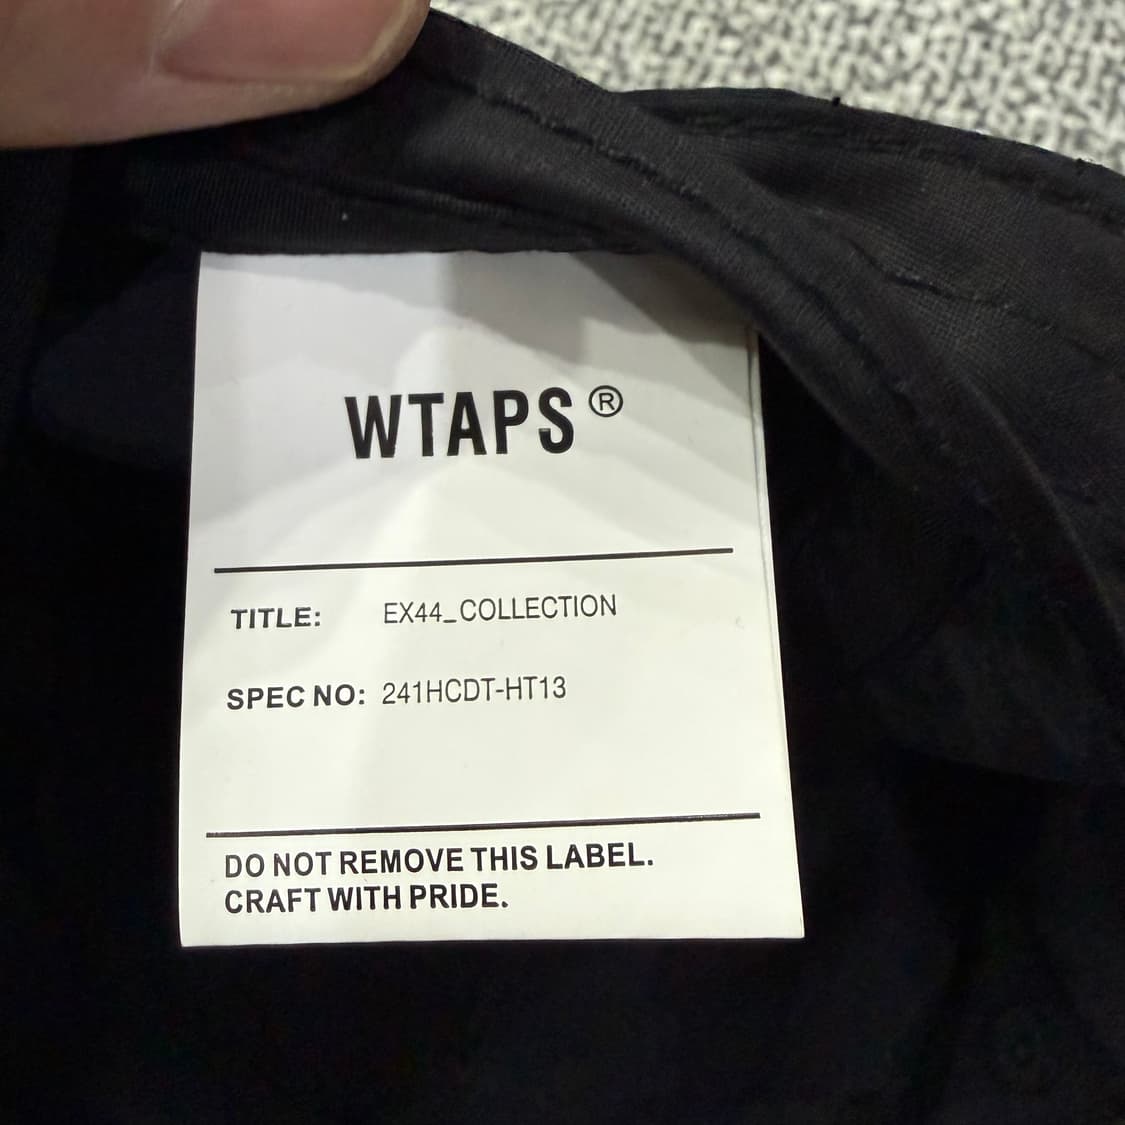 WTAPS®
TITLE: EX44_COLLECTION
SPEC NO: 241HCDT-HT13
DO NOT REMOVE THIS LABEL.
CRAFT WITH PRIDE.